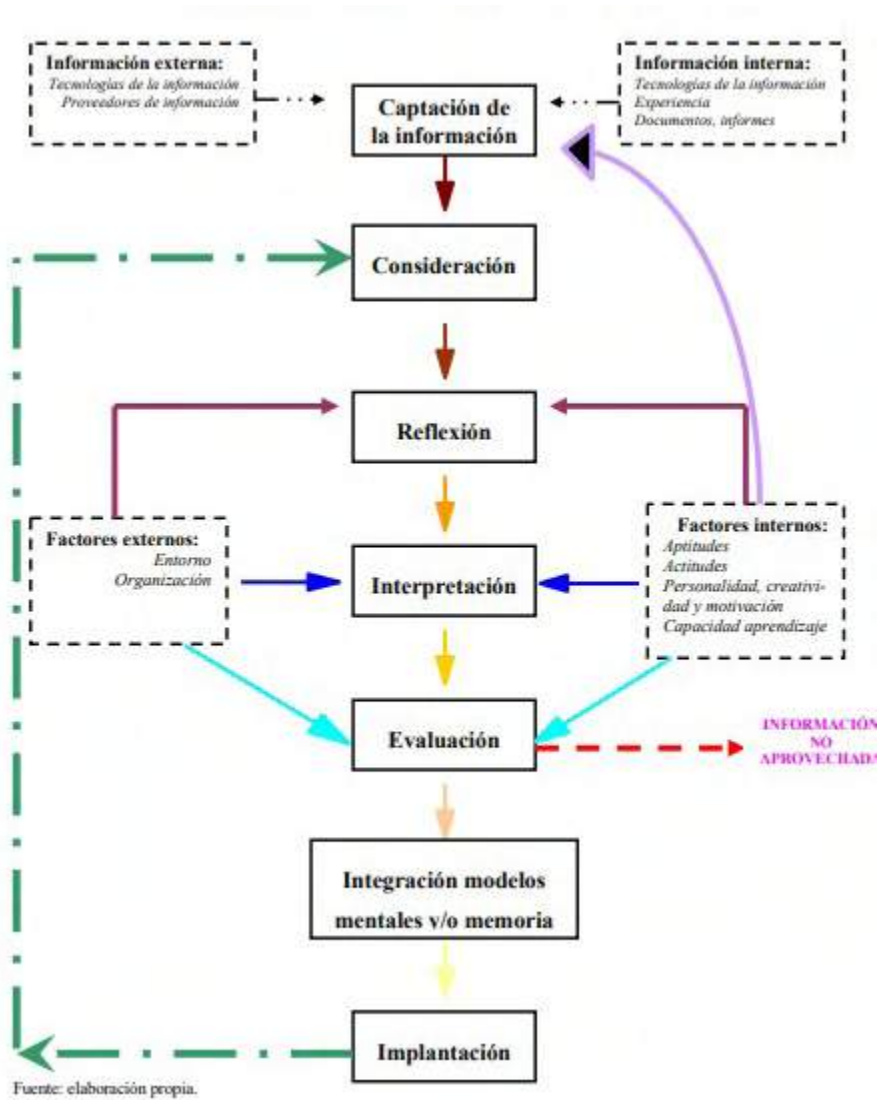 Información externa:
Tecnologías de la información
Proveedores de información
Información interna:
Tecnologías de la información
Experiencia
Documentos, informes
Captación de
la información
Consideración
Reflexión
Factores externos:
Entorno
Organización
Interpretación
Factores internos:
Aptitudes
Actitudes
Personalidad, creativi-
dad y motivación
Capacidad aprendizaje
Evaluación
INFORMACIÓN
NO
APROVECHADA
Integración modelos
mentales y/o memoria
Implantación
Fuente: elaboración propia.